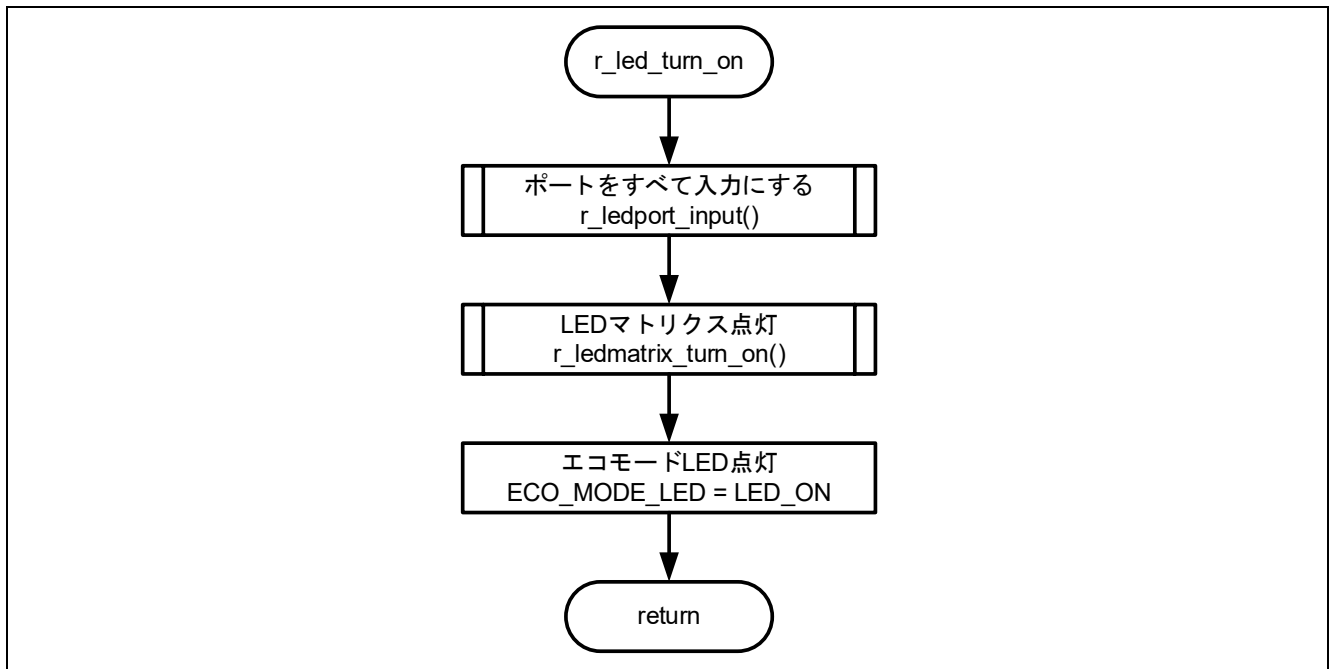 r_led_turn_on
ポートをすべて入力にする
r_ledport_input()
LEDマトリクス点灯
r_ledmatrix_turn_on()
エコモードLED点灯
ECO_MODE_LED = LED_ON
return